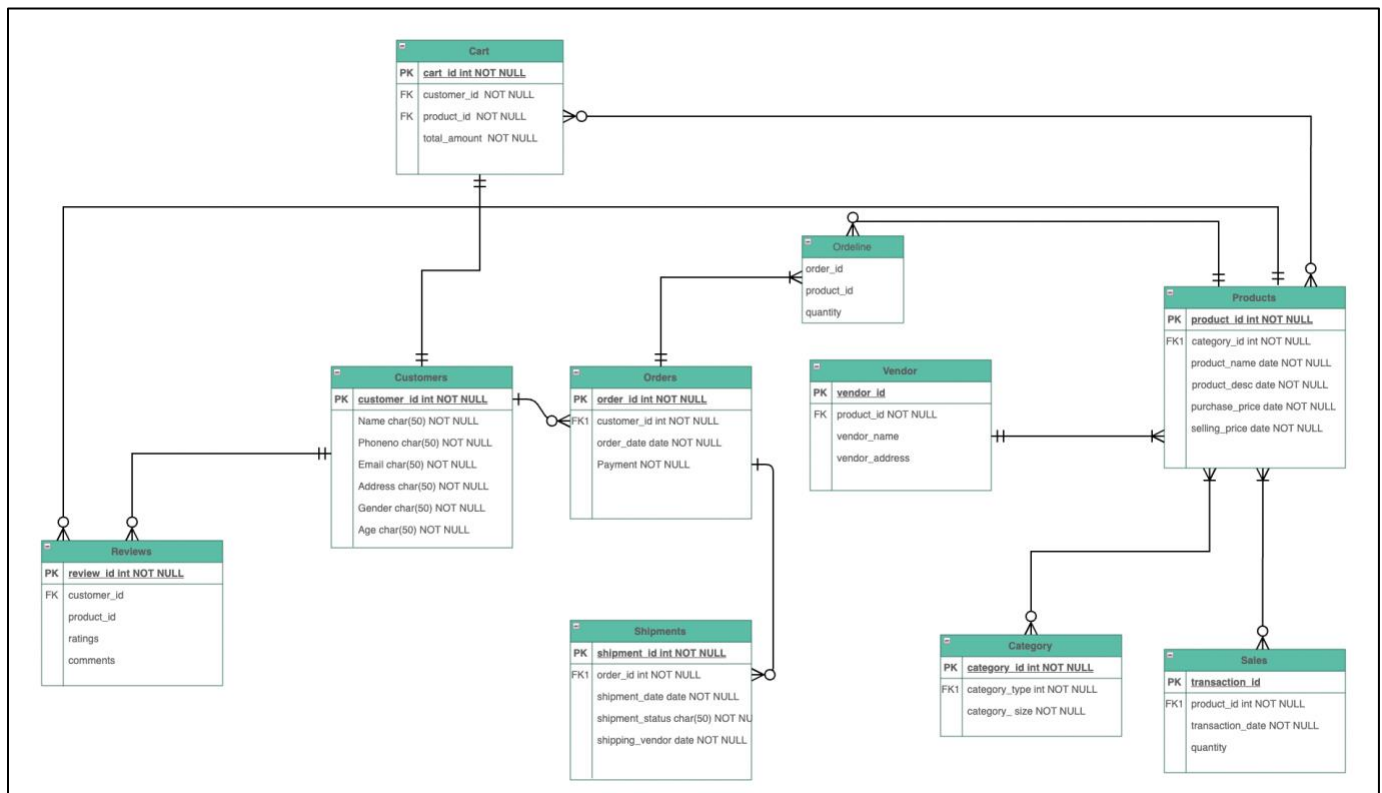 Cart
PK cart_id int NOT NULL
FK customer_id NOT NULL
FK product_id NOT NULL
total_amount NOT NULL
Ordeline
order_id
product_id
quantity
Products
PK product_id int NOT NULL
FK1 category_id int NOT NULL
product_name date NOT NULL
product_desc date NOT NULL
purchase_price date NOT NULL
selling_price date NOT NULL
Customers
PK customer_id int NOT NULL
Name char(50) NOT NULL
Phoneno char(50) NOT NULL
Email char(50) NOT NULL
Address char(50) NOT NULL
Gender char(50) NOT NULL
Age char(50) NOT NULL
Orders
PK order_id int NOT NULL
FK1 customer_id int NOT NULL
order_date date NOT NULL
Payment NOT NULL
Vendor
PK vendor_id
FK product_id NOT NULL
vendor_name
vendor_address
Reviews
PK review_id int NOT NULL
FK customer_id
product_id
ratings
comments
Shipments
PK shipment_id int NOT NULL
FK1 order_id int NOT NULL
shipment_date date NOT NULL
shipment_status char(50) NOT NU
shipping_vendor date NOT NULL
Category
PK category_id int NOT NULL
FK1 category_type int NOT NULL
category_ size NOT NULL
Sales
PK transaction_id
FK1 product_id int NOT NULL
transaction_date NOT NULL
quantity